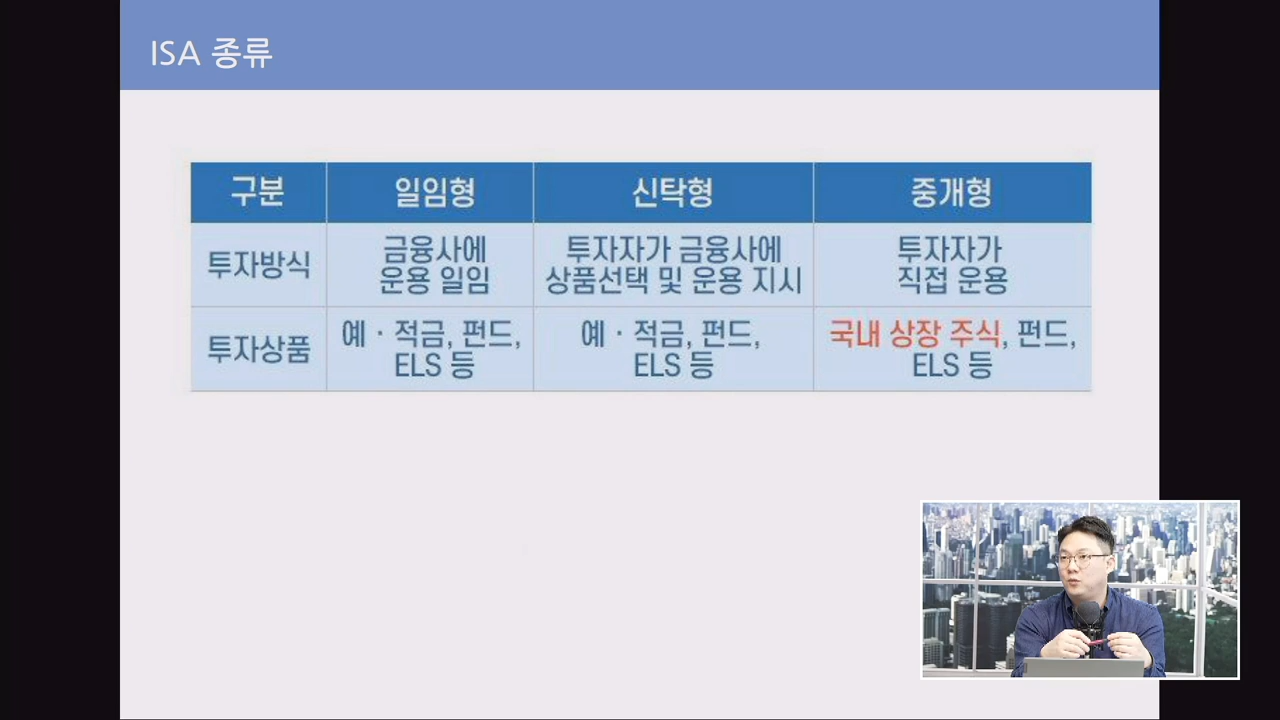 ISA 종류
구분 일임형 신탁형 중개형
투자방식
금융사에
운용 일임
투자자가 금융사에
상품선택 및 운용 지시
투자자가
직접 운용
투자상품
예 · 적금, 펀드,
ELS 등
예 · 적금, 펀드,
ELS 등
국내 상장 주식, 펀드,
ELS 등